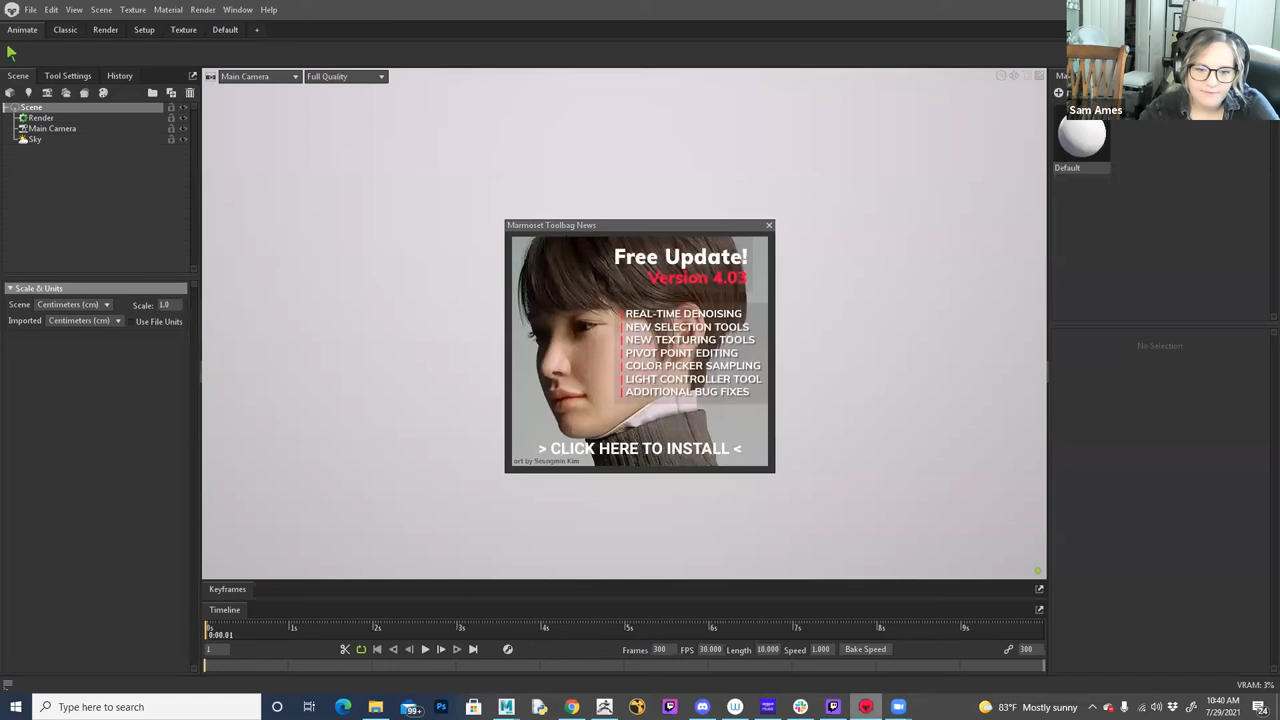 File Edit View Scene Texture Material Render Window Help
Animate Classic Render Setup Texture Default +
Scene Tool Settings History
Main Camera Full Quality
Scene
Render
Main Camera
Sky
Sam Ames
Default
Marmoset Toolbag News
Free Update!
Version 4.03
REAL-TIME DENOISING
NEW SELECTION TOOLS
NEW TEXTURING TOOLS
PIVOT POINT EDITING
COLOR PICKER SAMPLING
LIGHT CONTROLLER TOOL
ADDITIONAL BUG FIXES
> CLICK HERE TO INSTALL <
art by Seungmin Kim
Scale & Units
Scene Centimeters (cm) Scale: 1.0
Imported Centimeters (cm) Use File Units
No Selection
Keyframes
Timeline
0s 1s 2s 3s 4s 5s 6s 7s 8s 9s
0:00.01
1 Frames 300 FPS 30.000 Length 10.000 Speed 1.000 Bake Speed 300
VRAM: 3%
Type here to search
99+
83°F Mostly sunny
10:40 AM
7/29/2021